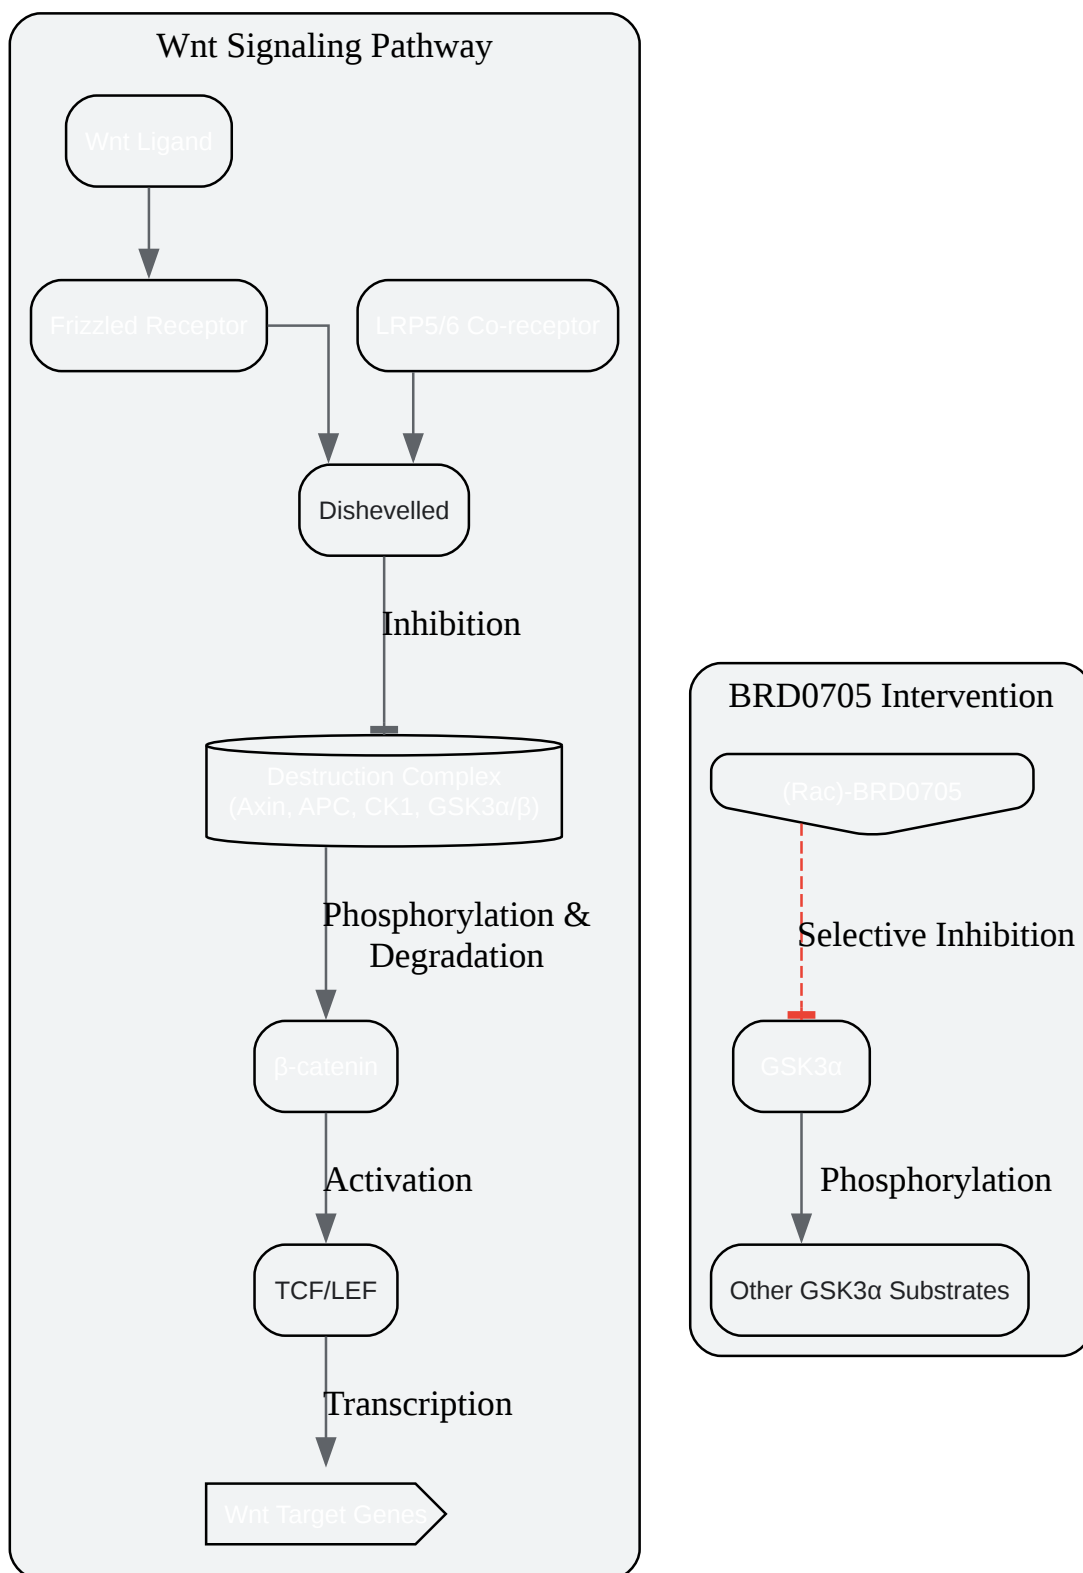 Wnt Signaling Pathway
Wnt Ligand
Frizzled Receptor
LRP5/6 Co-receptor
Dishevelled
Inhibition
Destruction Complex
(Axin, APC, CK1, GSK3α/β)
Phosphorylation &
Degradation
β-catenin
Activation
TCF/LEF
Transcription
Wnt Target Genes
BRD0705 Intervention
(Rac)-BRD0705
Selective Inhibition
GSK3α
Phosphorylation
Other GSK3α Substrates